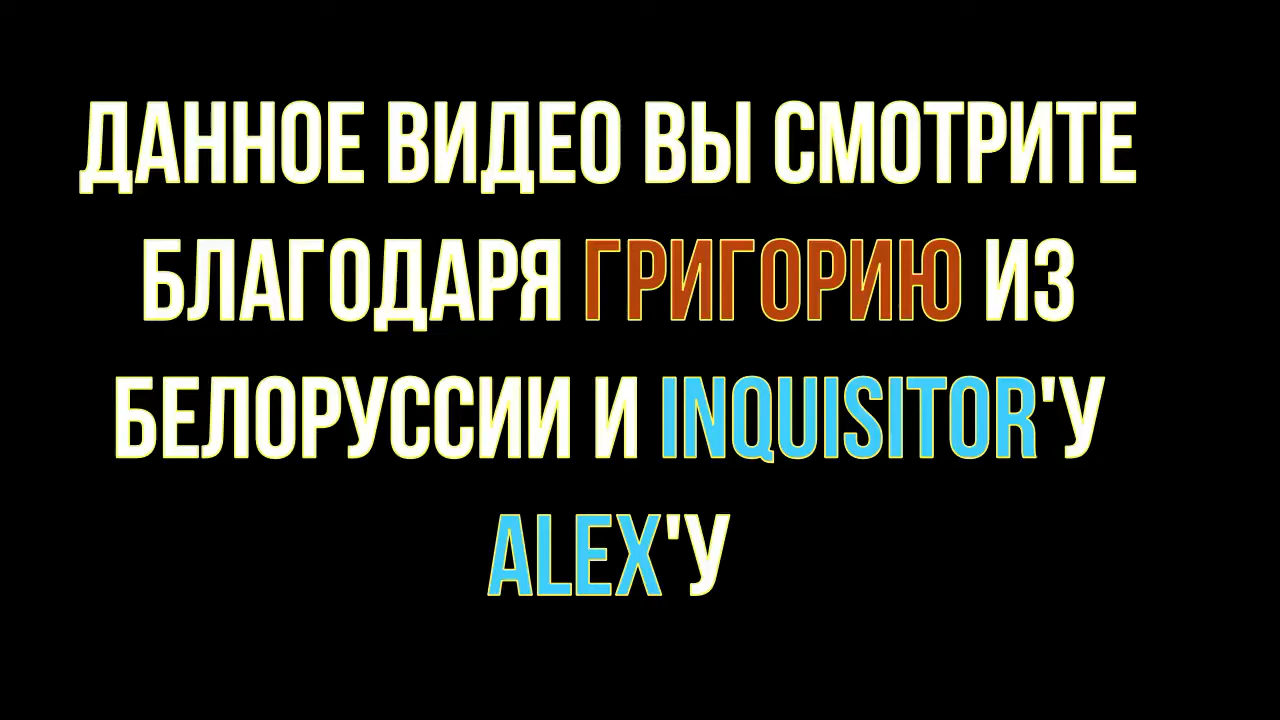 ДАННОЕ ВИДЕО ВЫ СМОТРИТЕ
БЛАГОДАРЯ ГРИГОРИЮ ИЗ
БЕЛОРУССИИ И INQUISITOR'У
ALEX'У